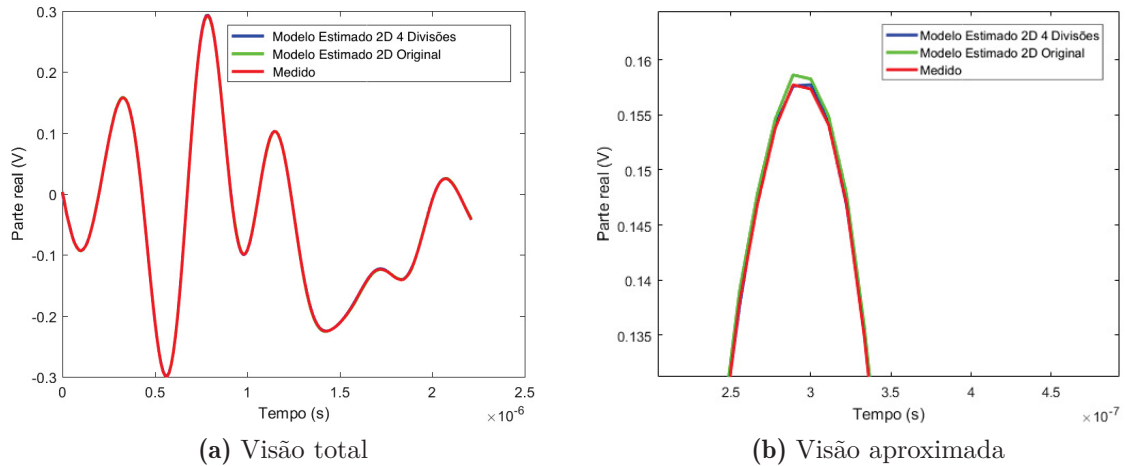 0.3
0.2
0.1
0
-0.1
-0.2
-0.3
Parte real (V)
Modelo Estimado 2D 4 Divisões
Modelo Estimado 2D Original
Medido
0 0.5 1 1.5 2 2.5
Tempo (s)
×10⁻⁶
(a) Visão total
0.16
0.155
0.15
0.145
0.14
0.135
Parte real (V)
Modelo Estimado 2D 4 Divisões
Modelo Estimado 2D Original
Medido
2.5 3 3.5 4 4.5
Tempo (s)
×10⁻⁷
(b) Visão aproximada